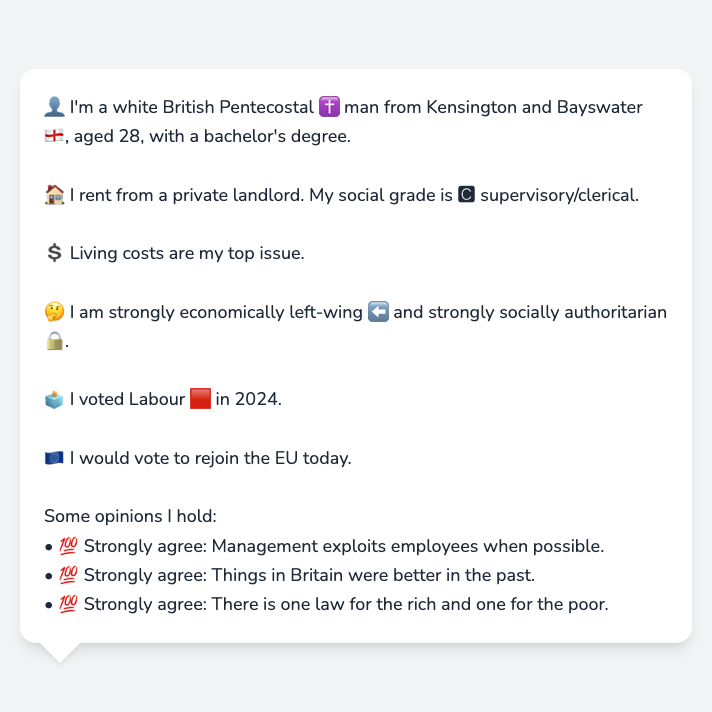 👤 I'm a white British Pentecostal ✝️ man from Kensington and Bayswater
🏴󠁧󠁢󠁥󠁮󠁧󠁿, aged 28, with a bachelor's degree.
🏠 I rent from a private landlord. My social grade is 🅲 supervisory/clerical.
💲 Living costs are my top issue.
🤔 I am strongly economically left-wing ⬅️ and strongly socially authoritarian
🔒.
🗳️ I voted Labour 🟥 in 2024.
🇪🇺 I would vote to rejoin the EU today.
Some opinions I hold:
• 💯 Strongly agree: Management exploits employees when possible.
• 💯 Strongly agree: Things in Britain were better in the past.
• 💯 Strongly agree: There is one law for the rich and one for the poor.